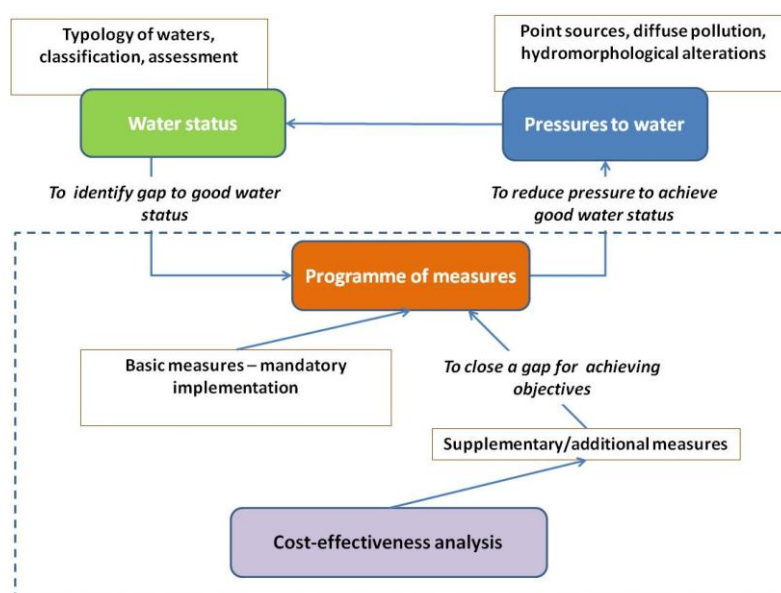 Typology of waters,
classification, assessment
Point sources, diffuse pollution,
hydromorphological alterations
Water status
Pressures to water
To identify gap to good water
status
To reduce pressure to achieve
good water status
Programme of measures
Basic measures – mandatory
implementation
To close a gap for achieving
objectives
Supplementary/additional measures
Cost-effectiveness analysis